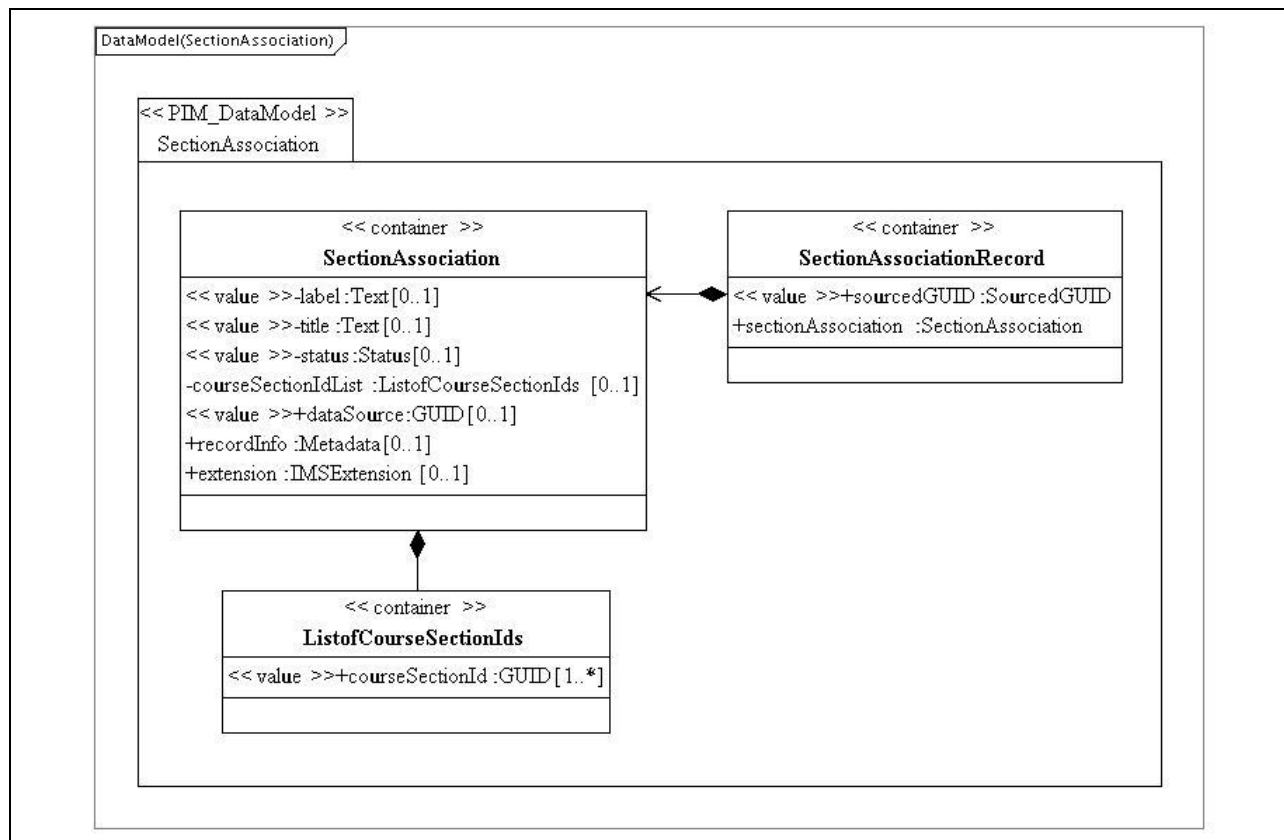 DataModel(SectionAssociation)
<< PIM_DataModel >>
SectionAssociation
<< container >>
SectionAssociation
<< value >>-label :Text[0..1]
<< value >>-title :Text[0..1]
<< value >>-status :Status[0..1]
-courseSectionIdList :ListofCourseSectionIds [0..1]
<< value >>+dataSource:GUID[0..1]
+recordInfo :Metadata[0..1]
+extension :IMSExtension [0..1]
<< container >>
SectionAssociationRecord
<< value >>+sourcedGUID :SourcedGUID
+sectionAssociation :SectionAssociation
<< container >>
ListofCourseSectionIds
<< value >>+courseSectionId :GUID[1..*]